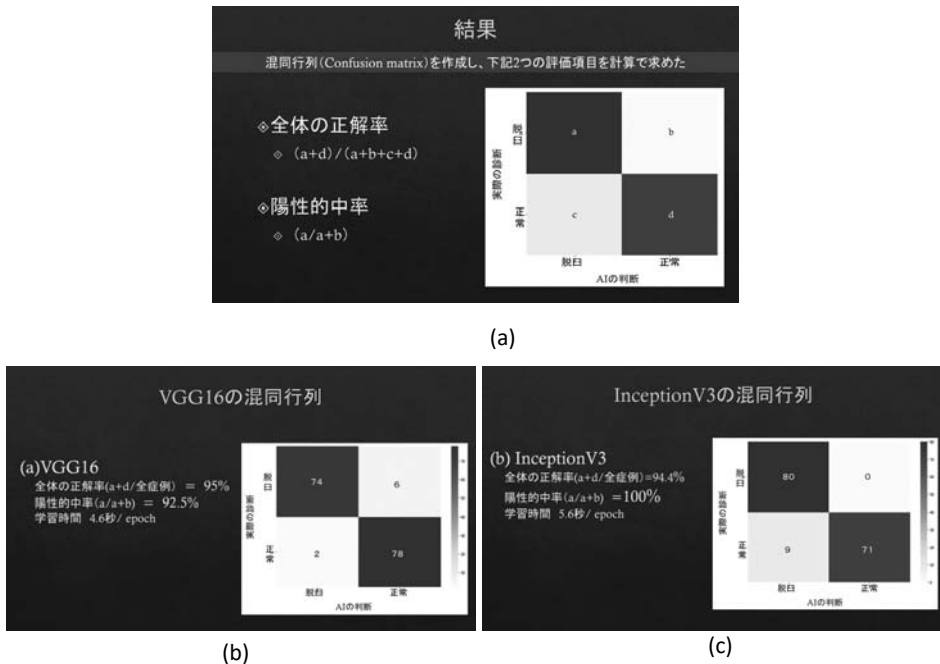 結果
混同行列(Confusion matrix)を作成し、下記2つの評価項目を計算で求めた
全体の正解率
(a+d)/(a+b+c+d)
陽性的中率
(a/a+b)
実際の診断
脱臼
正常
a
b
c
d
脱臼
正常
AIの判断
(a)
VGG16の混同行列
(a)VGG16
全体の正解率(a+d/全症例) = 95%
陽性的中率(a/a+b) = 92.5%
学習時間 4.6秒/ epoch
実際の診断
脱臼
正常
74
6
2
78
脱臼
正常
AIの判断
(b)
InceptionV3の混同行列
(b) InceptionV3
全体の正解率(a+d/全症例)=94.4%
陽性的中率(a/a+b) =100%
学習時間 5.6秒/ epoch
実際の診断
脱臼
正常
80
0
9
71
脱臼
正常
AIの判断
(c)